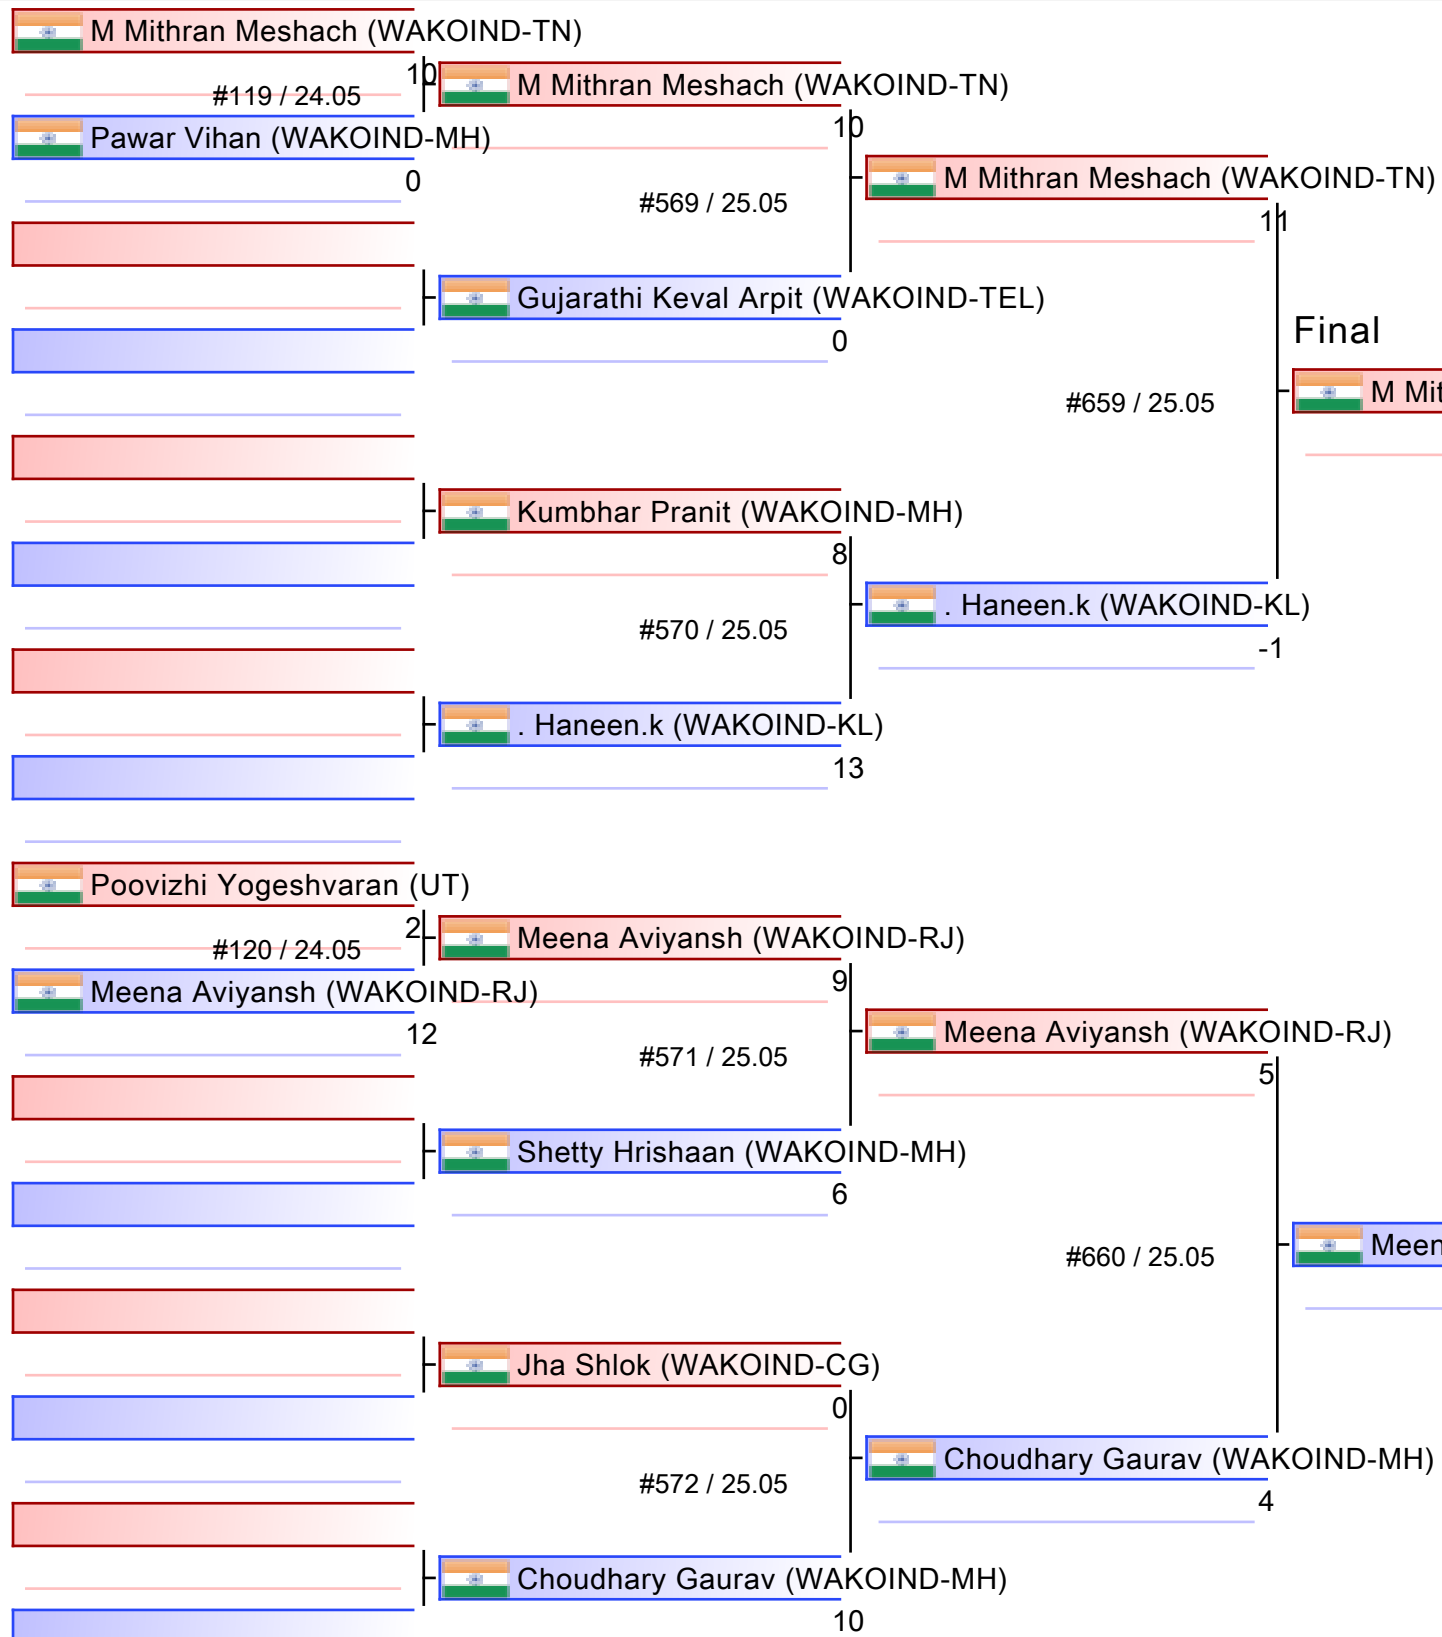 M Mithran Meshach (WAKOIND-TN)
10
#119 / 24.05
Pawar Vihan (WAKOIND-MH)
0
M Mithran Meshach (WAKOIND-TN)
10
#569 / 25.05
Gujarathi Keval Arpit (WAKOIND-TEL)
0
M Mithran Meshach (WAKOIND-TN)
11
#659 / 25.05
Final
M Mit
Kumbhar Pranit (WAKOIND-MH)
8
#570 / 25.05
. Haneen.k (WAKOIND-KL)
13
. Haneen.k (WAKOIND-KL)
-1
Poovizhi Yogeshvaran (UT)
2
#120 / 24.05
Meena Aviyansh (WAKOIND-RJ)
12
Meena Aviyansh (WAKOIND-RJ)
9
#571 / 25.05
Shetty Hrishaan (WAKOIND-MH)
6
Meena Aviyansh (WAKOIND-RJ)
5
#660 / 25.05
Meen
Jha Shlok (WAKOIND-CG)
0
#572 / 25.05
Choudhary Gaurav (WAKOIND-MH)
10
Choudhary Gaurav (WAKOIND-MH)
4